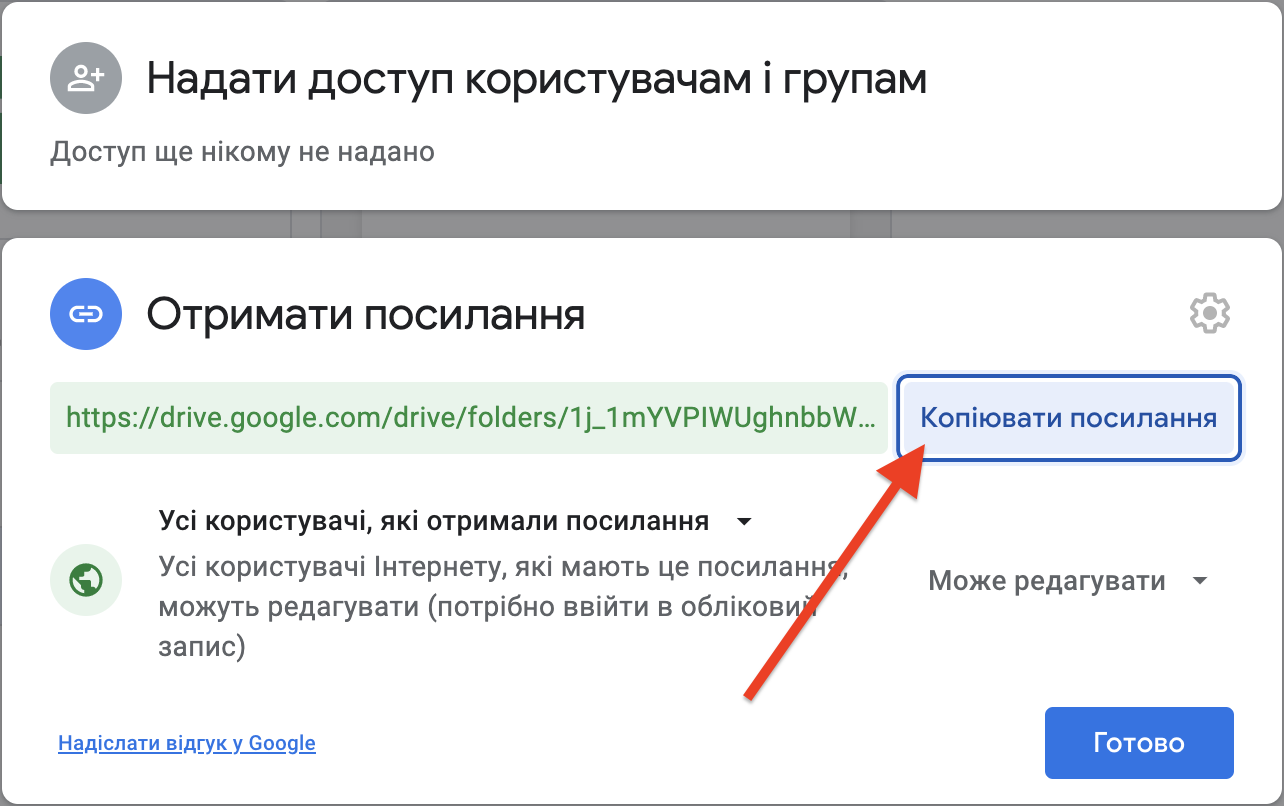 Надати доступ користувачам і групам
Доступ ще нікому не надано
Отримати посилання
https://drive.google.com/drive/folders/1j_1mYVPIWUghnbbW...
Копіювати посилання
Усі користувачі, які отримали посилання
Усі користувачі Інтернету, які мають це посилання,
можуть редагувати (потрібно ввійти в обліковий
запис)
Може редагувати
Надіслати відгук у Google
Готово